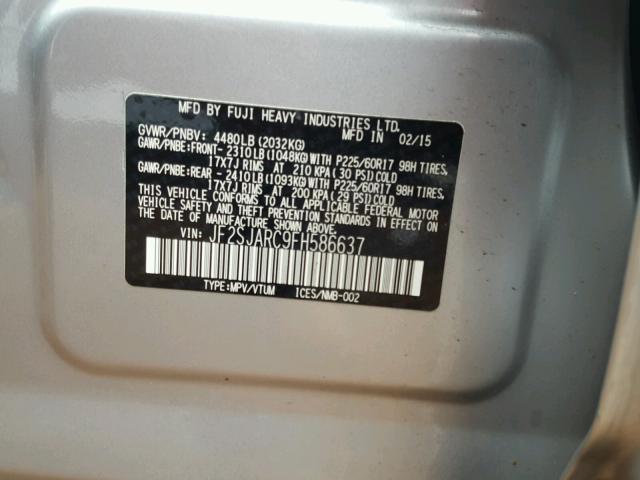 MFD BY FUJI HEAVY INDUSTRIES LTD.
MFD IN 02/15
GVWR/PNBV: 4480LB (2032KG)
GAWR/PNBE:FRONT- 2310LB(1048KG)WITH P225/60R17 98H TIRES,
17X7J RIMS AT 210 KPA(30 PSI)COLD
GAWR/PNBE:REAR - 2410LB(1093KG)WITH P225/60R17 98H TIRES,
17X7J RIMS AT 200 KPA(29 PSI)COLD
THIS VEHICLE CONFORMS TO ALL APPLICABLE FEDERAL MOTOR
VEHICLE SAFETY AND THEFT PREVENTION STANDARDS IN EFFECT ON
THE DATE OF MANUFACTURE SHOWN ABOVE.
VIN: JF2SJARC9FH586637
TYPE:MPV/VTUM ICES/NMB-002